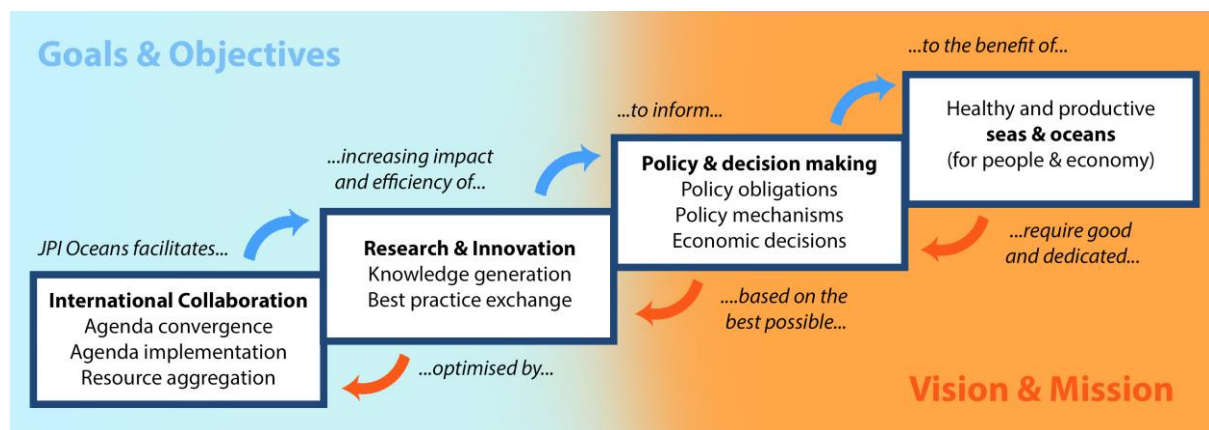 Goals & Objectives
JPI Oceans facilitates...
International Collaboration
Agenda convergence
Agenda implementation
Resource aggregation
...increasing impact
and efficiency of...
Research & Innovation
Knowledge generation
Best practice exchange
...to inform...
Policy & decision making
Policy obligations
Policy mechanisms
Economic decisions
...to the benefit of...
Healthy and productive
seas & oceans
(for people & economy)
...require good
and dedicated...
....based on the
best possible...
...optimised by...
Vision & Mission